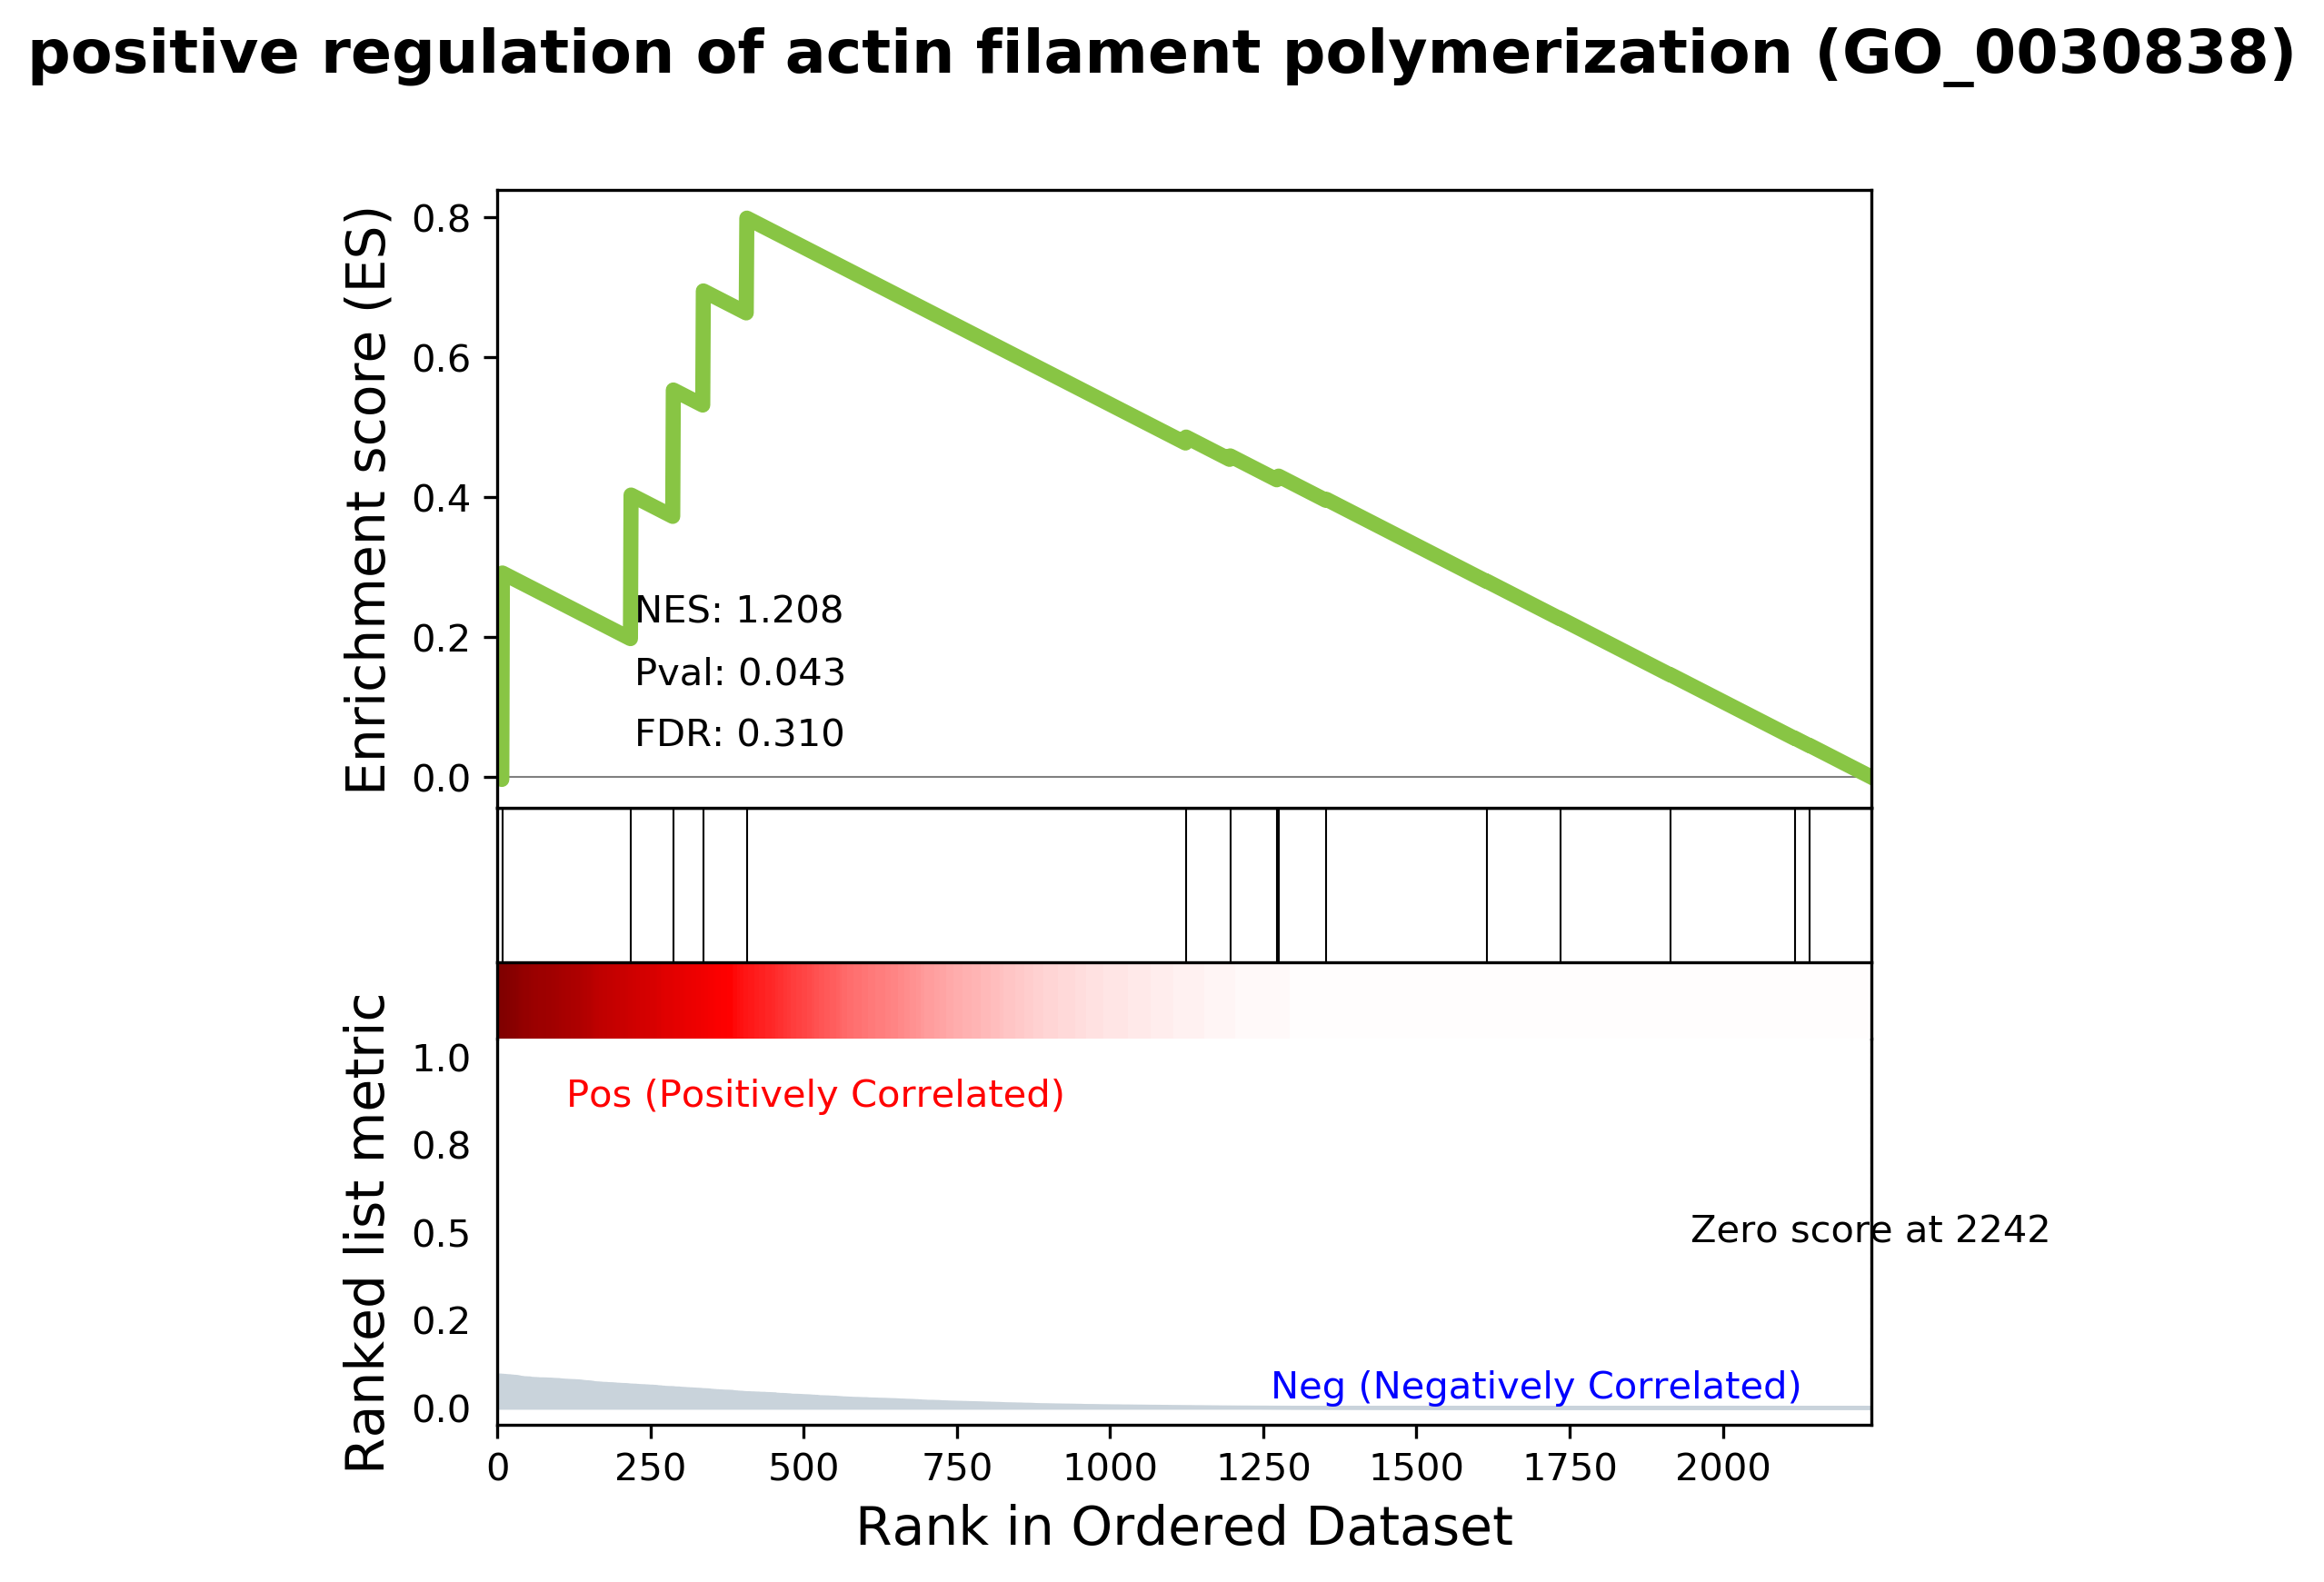 positive regulation of actin filament polymerization (GO_0030838)
Enrichment score (ES)
0.8
0.6
0.4
0.2
0.0
NES: 1.208
Pval: 0.043
FDR: 0.310
Ranked list metric
1.0
0.8
0.5
0.2
0.0
Pos (Positively Correlated)
Zero score at 2242
Neg (Negatively Correlated)
0 250 500 750 1000 1250 1500 1750 2000
Rank in Ordered Dataset